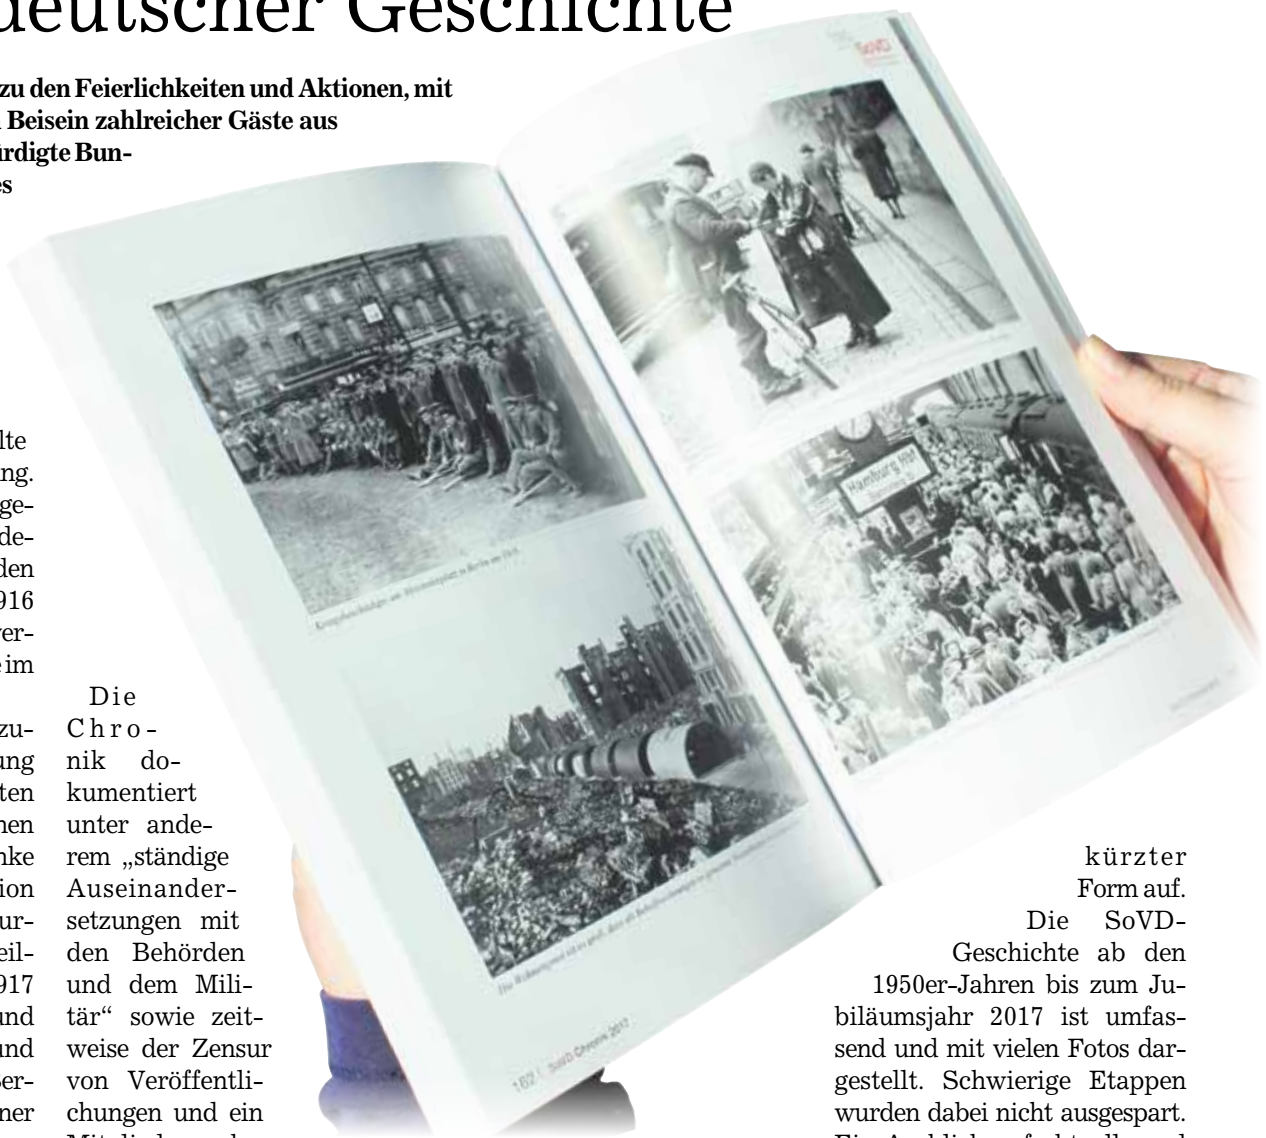 deutscher Geschichte
zu den Feierlichkeiten und Aktionen, mit
Beisein zahlreicher Gäste aus
rdigte Bun-
es
lte
ng.
ge-
de-
den
916
ver-
e im
zu-
ung
ten
hen
nke
ion
ur-
eil-
917
und
und
Ber-
ner
Die
Chro-
nik do-
kumentiert
unter ande-
rem „ständige
Auseinander-
setzungen mit
den Behörden
und dem Mili-
tär“ sowie zeit-
weise der Zensur
von Veröffentli-
chungen und ein
SoVD
Hamburg Hbf
162 | SoVD Chronik 2017
kürzter
Form auf.
Die SoVD-
Geschichte ab den
1950er-Jahren bis zum Ju-
biläumsjahr 2017 ist umfas-
send und mit vielen Fotos dar-
gestellt. Schwierige Etappen
wurden dabei nicht ausgespart.